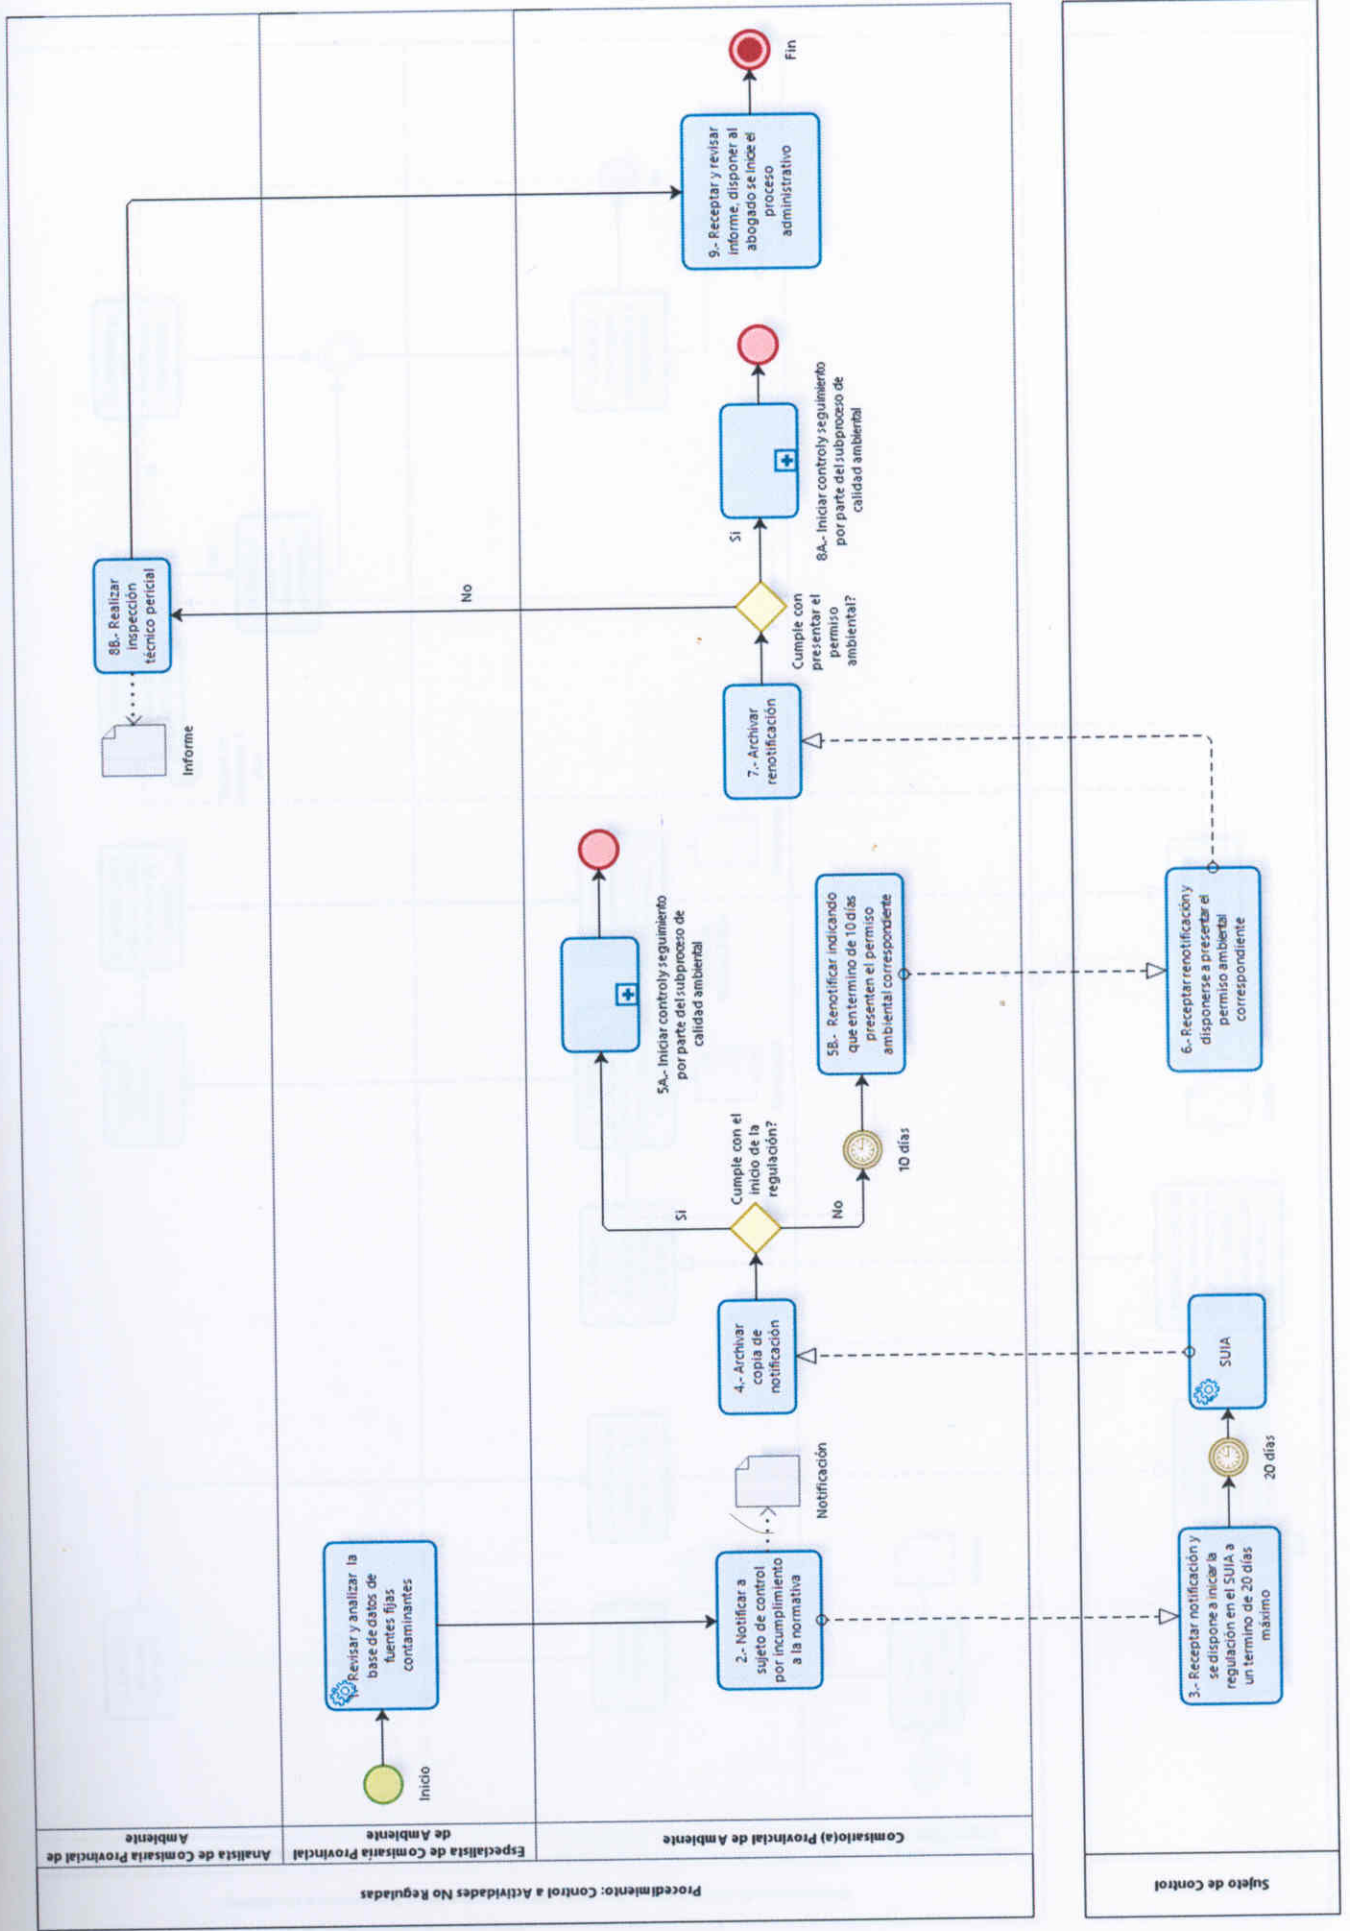 Procedimiento: Control a Actividades No Reguladas
Analista de Comisaria Provincial de
Ambiente
Especialista de Comisaría Provincial
de Ambiente
Comisario(a) Provincial de Ambiente
Sujeto de Control
Inicio
Revisar y analizar la
base de datos de
fuentes fijas
contaminantes
2.- Notificar a
sujeto de control
por incumplimiento
a la normativa
Notificación
3.- Receptar notificación y
se dispone a iniciar la
regulación en el SUIA a
un termino de 20 días
máximo
20 días
SUIA
4.- Archivar
copia de
notificación
Cumple con el
inicio de la
regulación?
Si
No
10 días
5A.- Iniciar control y seguimiento
por parte del subproceso de
calidad ambiental
5B.- Renotificar indicando
que en termino de 10 días
presenten el permiso
ambiental correspondiente
6.- Receptar renotificación y
disponerse a presentar el
permiso ambiental
correspondiente
7.- Archivar
renotificación
Cumple con
presentar el
permiso
ambiental?
Si
No
8A.- Iniciar control y seguimiento
por parte del subproceso de
calidad ambiental
8B.- Realizar
inspección
técnico pericial
Informe
9.- Receptar y revisar
informe, disponer al
abogado se inicie el
proceso
administrativo
Fin